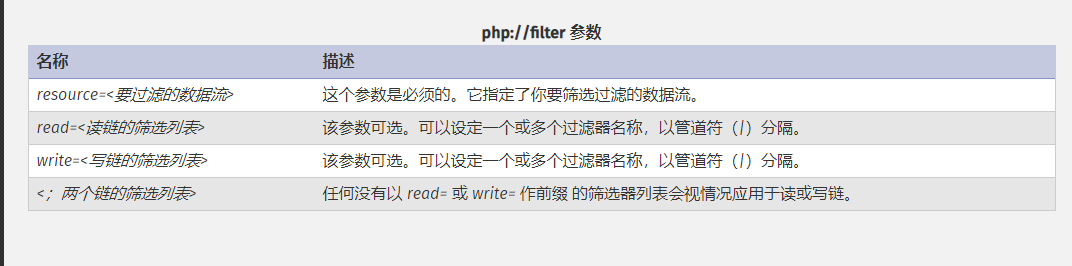 php://filter 参数
名称 描述
resource=<要过滤的数据流> 这个参数是必须的。它指定了你要筛选过滤的数据流。
read=<读链的筛选列表> 该参数可选。可以设定一个或多个过滤器名称，以管道符（|）分隔。
write=<写链的筛选列表> 该参数可选。可以设定一个或多个过滤器名称，以管道符（|）分隔。
<；两个链的筛选列表> 任何没有以 read= 或 write= 作前缀 的筛选器列表会视情况应用于读或写链。